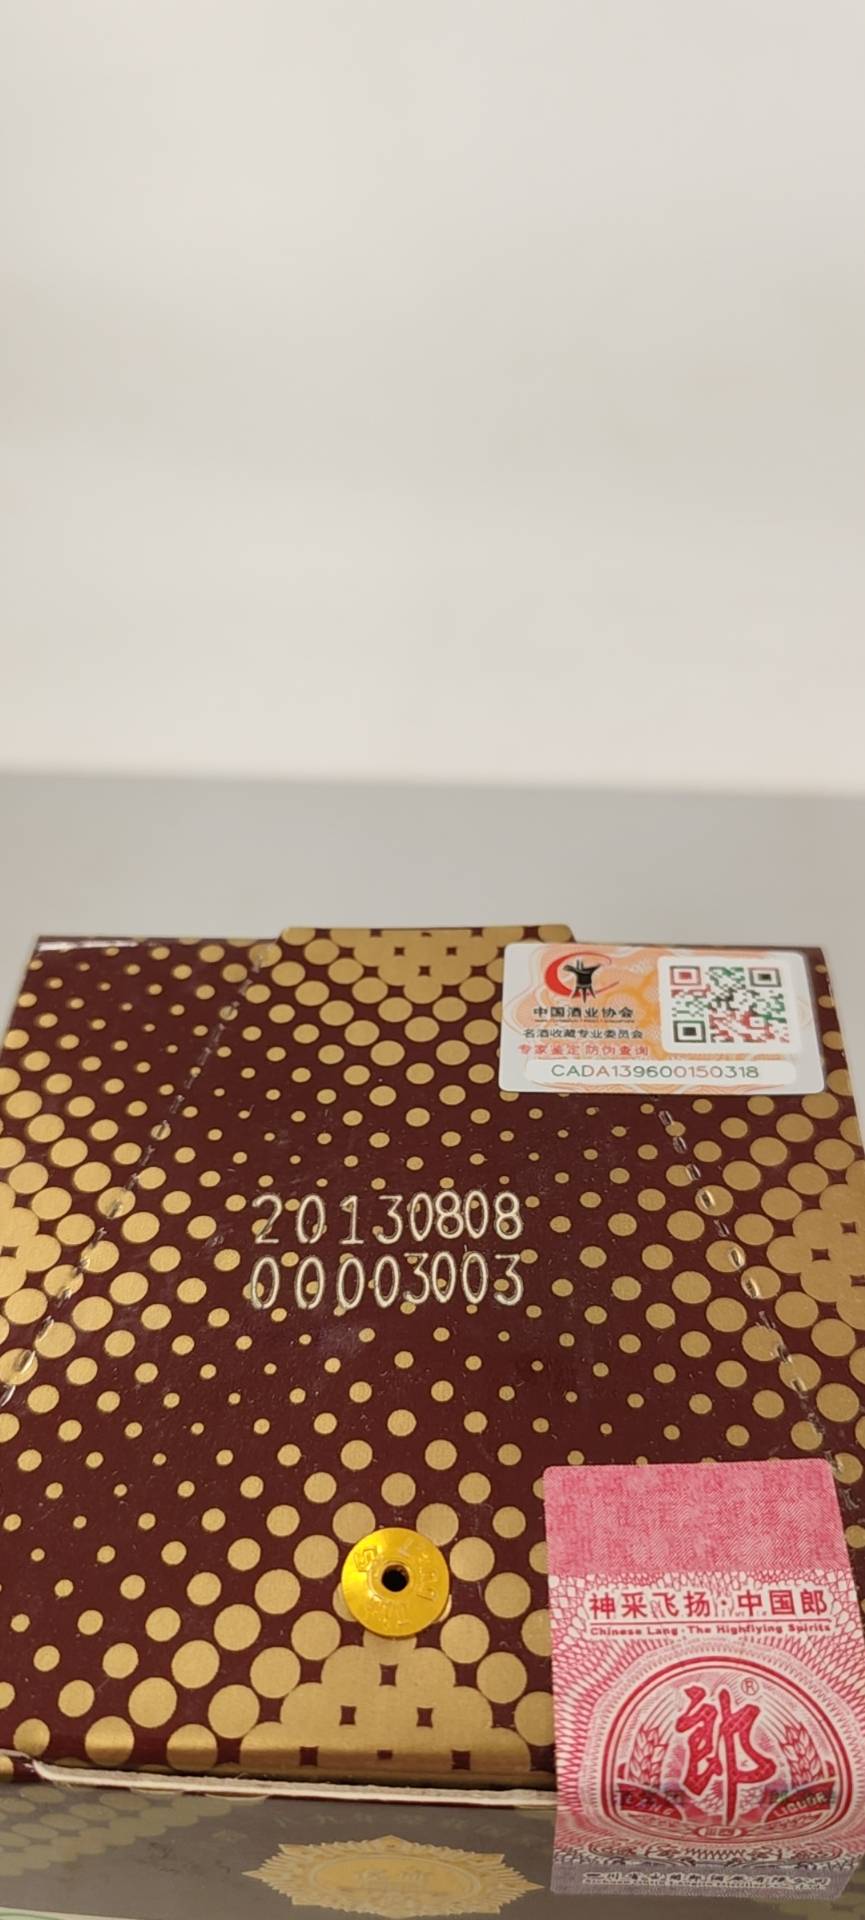 中国酒业协会
名酒收藏专业委员会
专家鉴定 防伪查询
CADA139600150318
20130808
00003003
神采飞扬·中国郎
Chinese Lang·The Highflying Spirits
郎®
LANG
LIQUOR